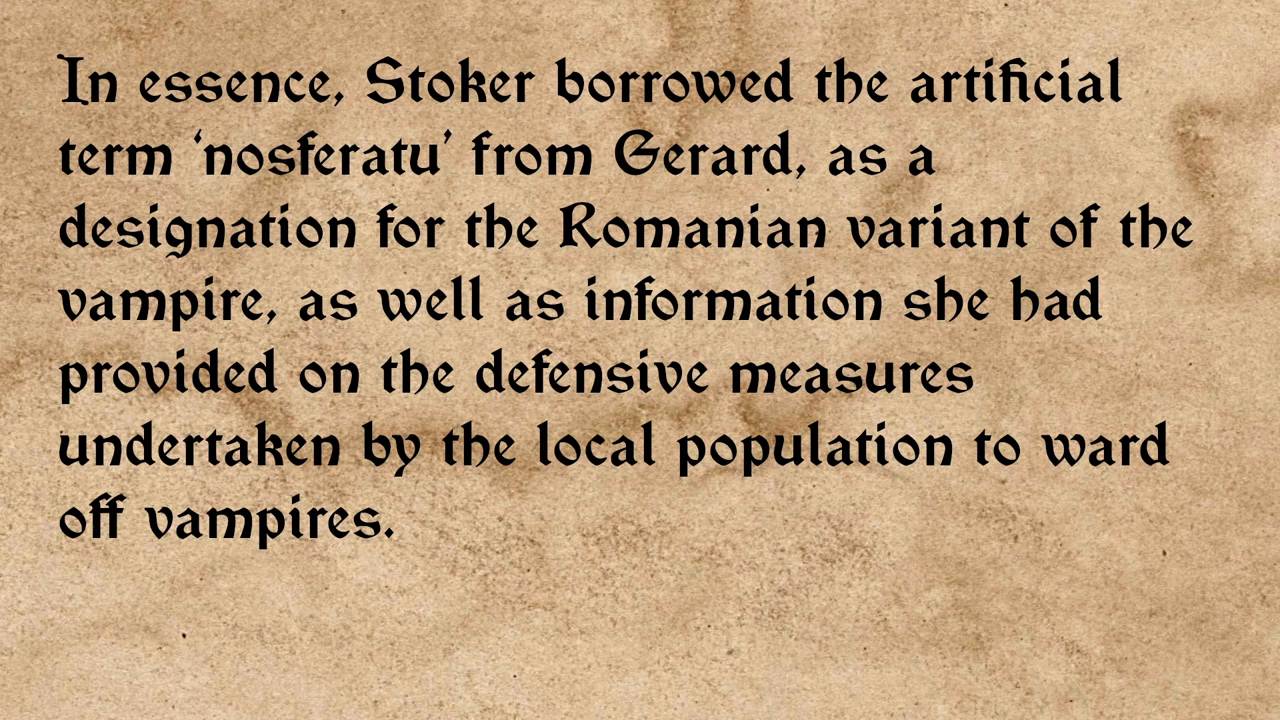 In essence, Stoker borrowed the artificial
term ‘nosferatu’ from Gerard, as a
designation for the Romanian variant of the
vampire, as well as information she had
provided on the defensive measures
undertaken by the local population to ward
off vampires.